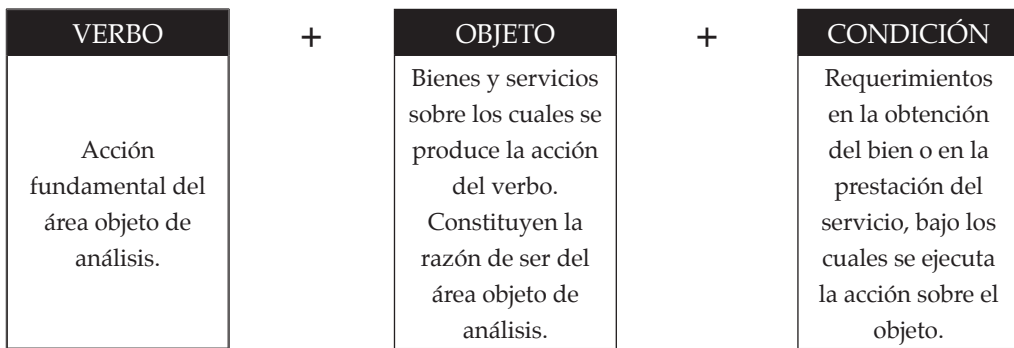 VERBO
+
OBJETO
+
CONDICIÓN
Acción
fundamental del
área objeto de
análisis.
Bienes y servicios
sobre los cuales se
produce la acción
del verbo.
Constituyen la
razón de ser del
área objeto de
análisis.
Requerimientos
en la obtención
del bien o en la
prestación del
servicio, bajo los
cuales se ejecuta
la acción sobre el
objeto.